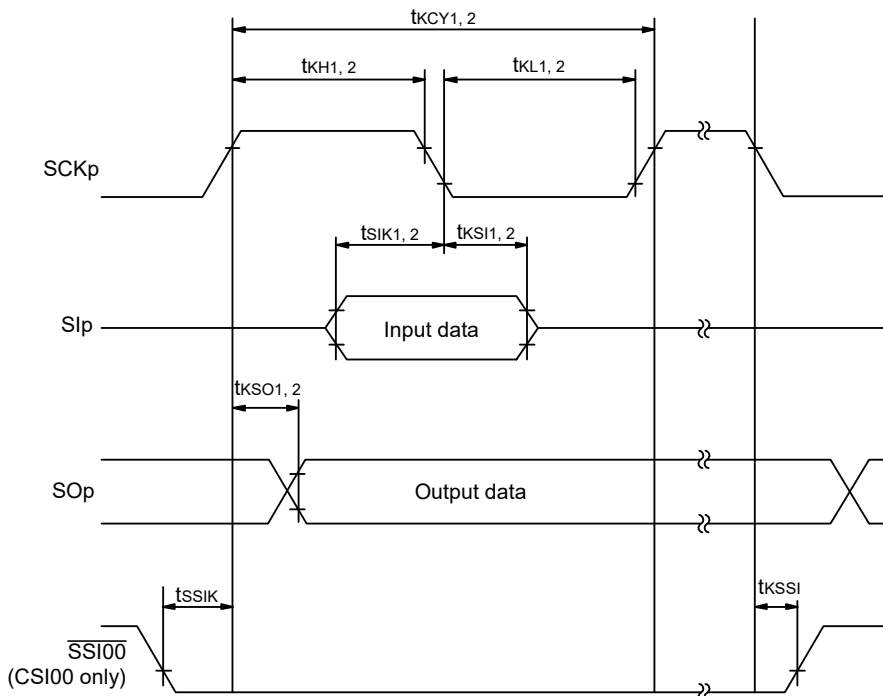 tKCY1, 2
tKH1, 2
tKL1, 2
SCKp
tSIK1, 2
tKSI1, 2
SIp
Input data
tKSO1, 2
SOp
Output data
tSSIK
tKSSI
SSI00
(CSI00 only)